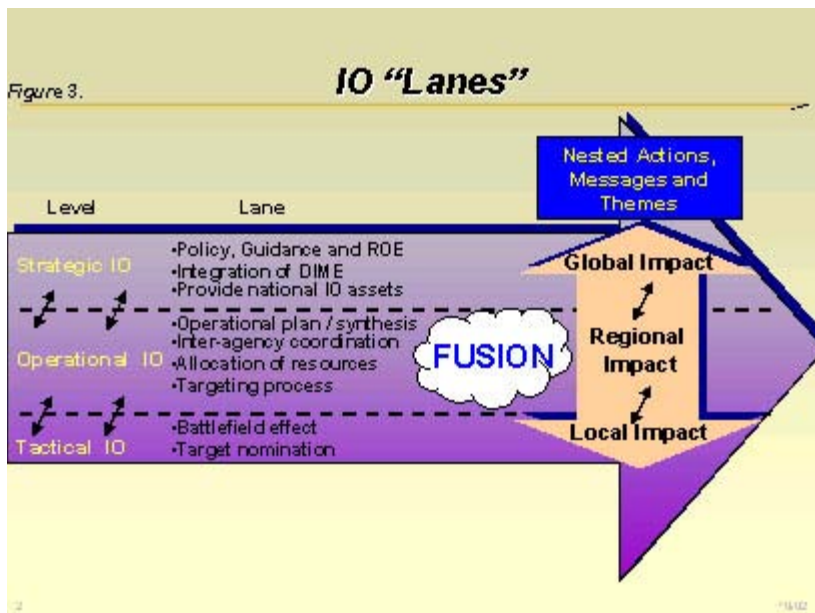 Figure 3.
IO “Lanes”
Nested Actions,
Messages and
Themes
Level
Lane
Strategic IO
•Policy, Guidance and ROE
•Integration of DIME
•Provide national IO assets
Operational IO
•Operational plan / synthesis
•Inter-agency coordination
•Allocation of resources
•Targeting process
Tactical IO
•Battlefield effect
•Target nomination
FUSION
Global Impact
Regional
Impact
Local Impact
2